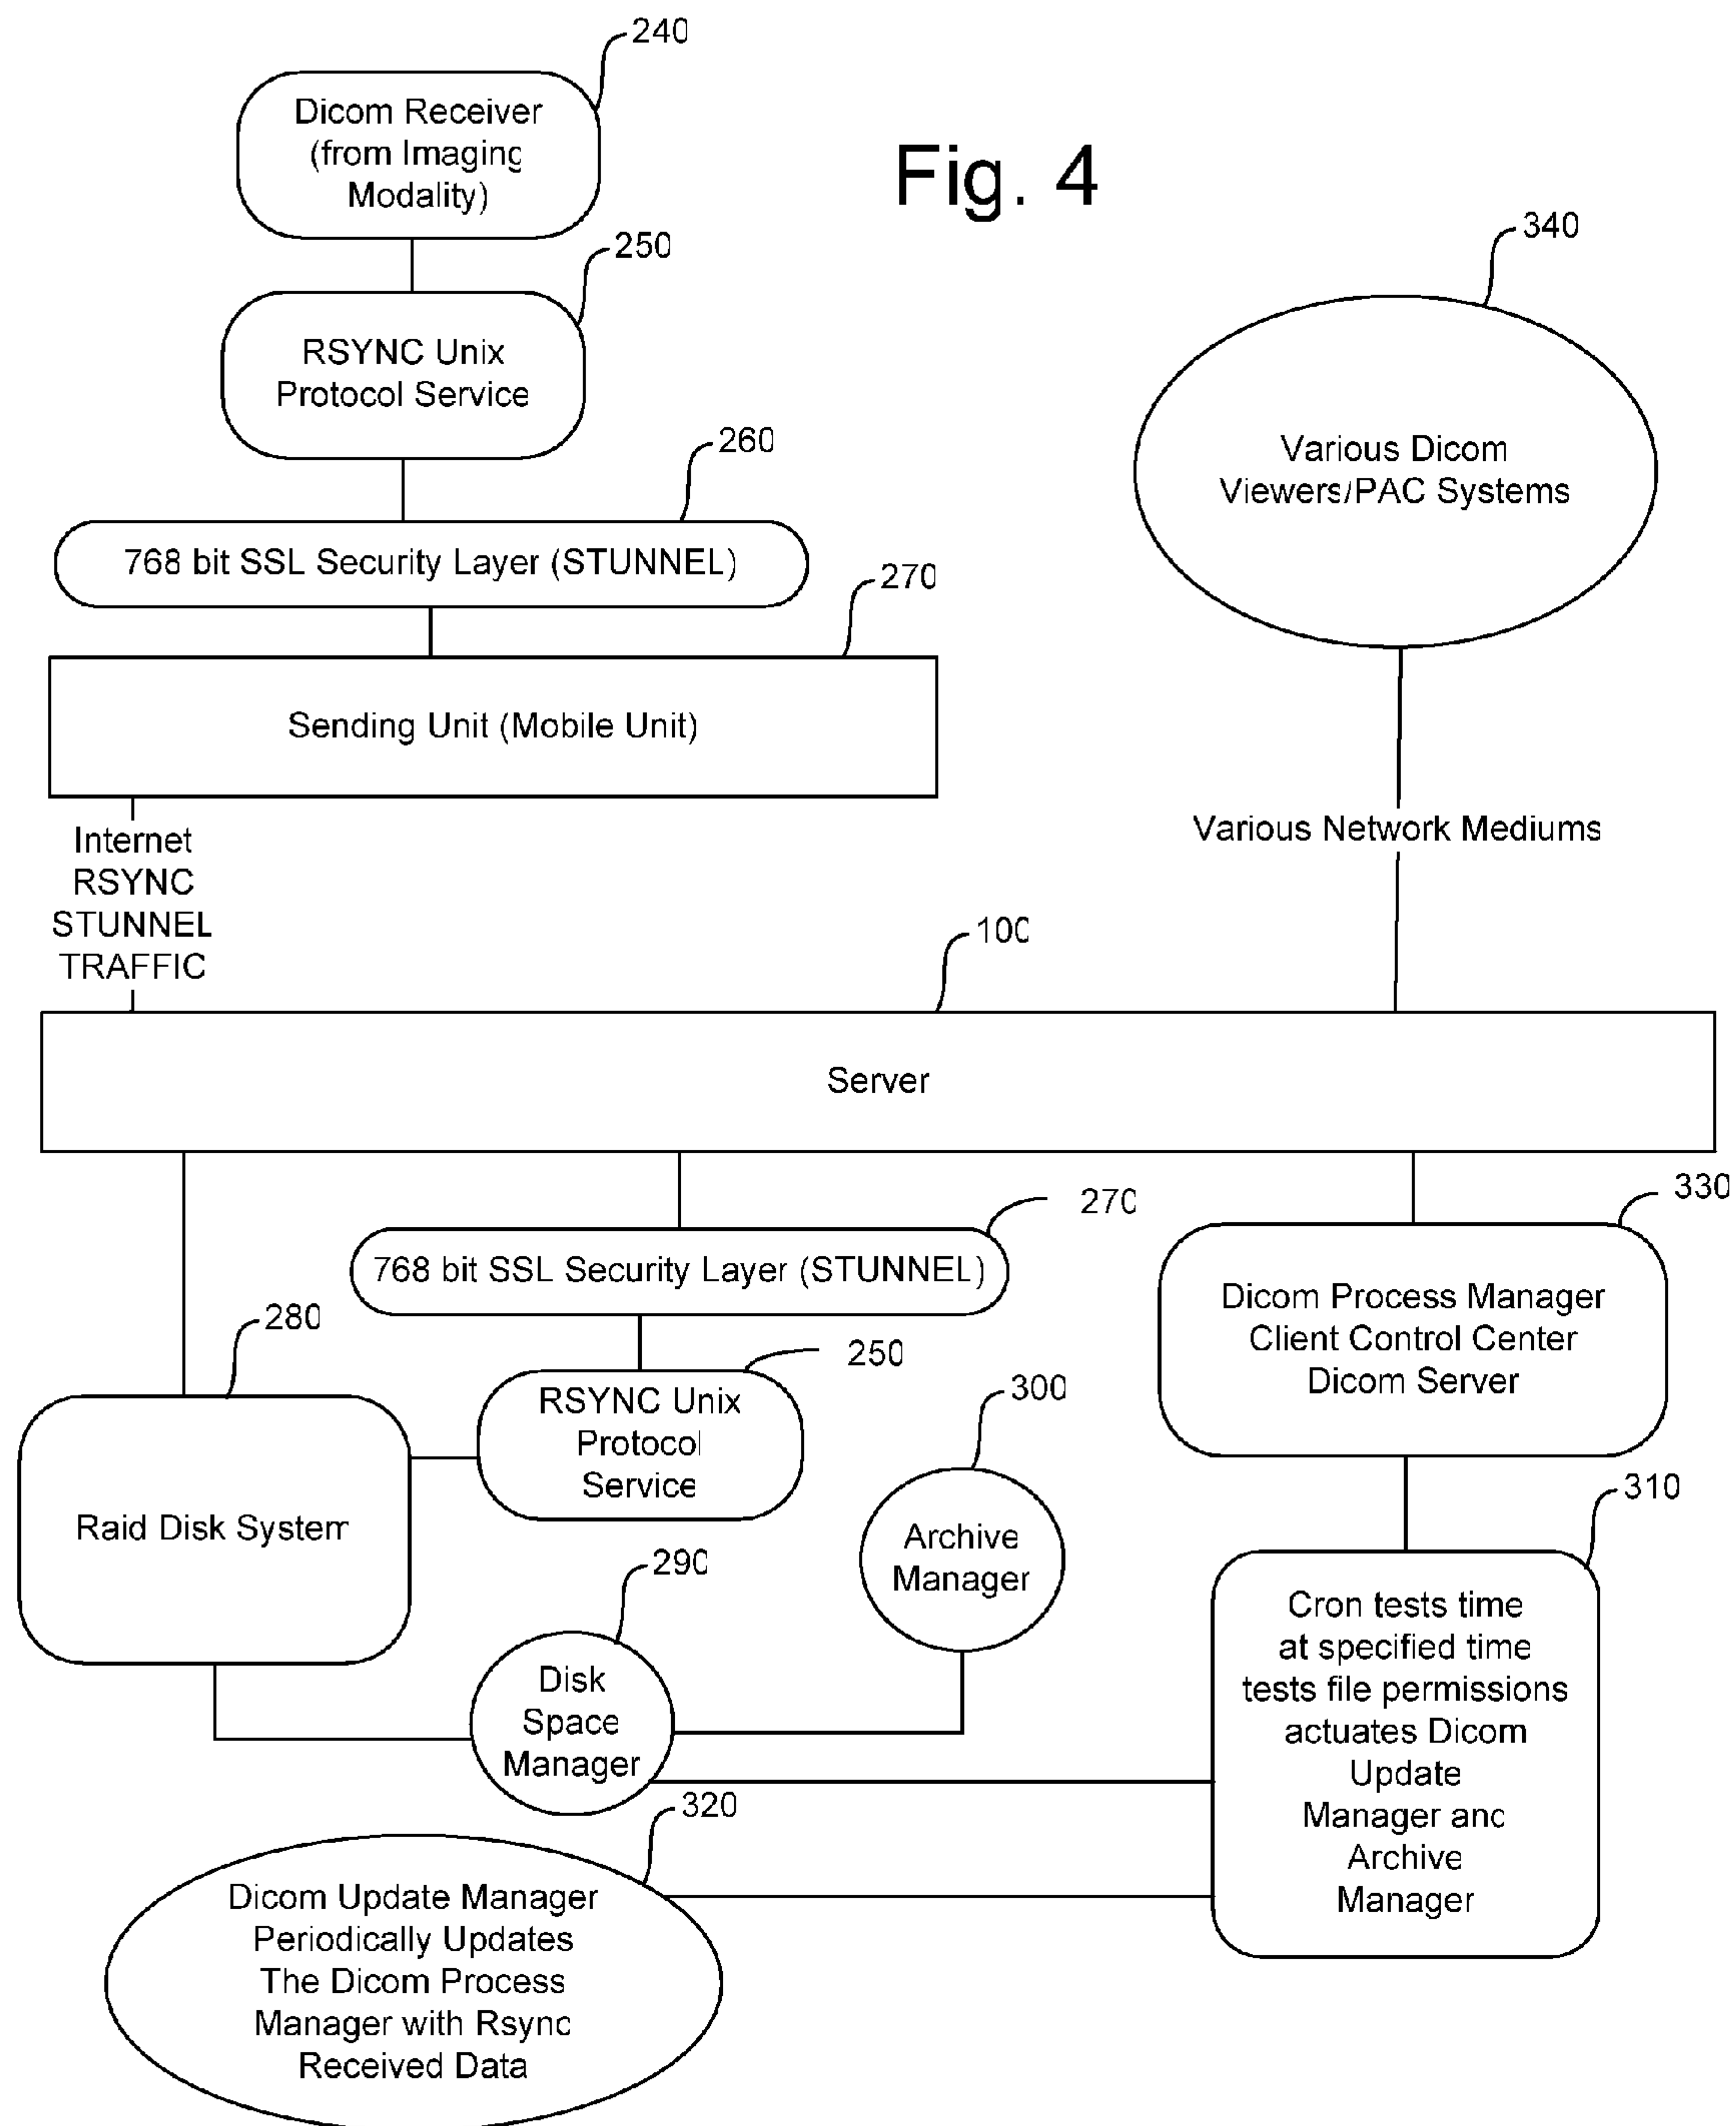 240
Dicom Receiver
(from Imaging
Modality)
Fig. 4
250
RSYNC Unix
Protocol Service
340
Various Dicom
Viewers/PAC Systems
260
768 bit SSL Security Layer (STUNNEL)
270
Sending Unit (Mobile Unit)
Internet
RSYNC
STUNNEL
TRAFFIC
Various Network Mediums
100
Server
270
768 bit SSL Security Layer (STUNNEL)
330
Dicom Process Manager
Client Control Center
Dicom Server
280
Raid Disk System
250
RSYNC Unix
Protocol
Service
300
Archive
Manager
290
Disk
Space
Manager
310
Cron tests time
at specified time
tests file permissions
actuates Dicom
Update
Manager and
Archive
Manager
320
Dicom Update Manager
Periodically Updates
The Dicom Process
Manager with Rsync
Received Data